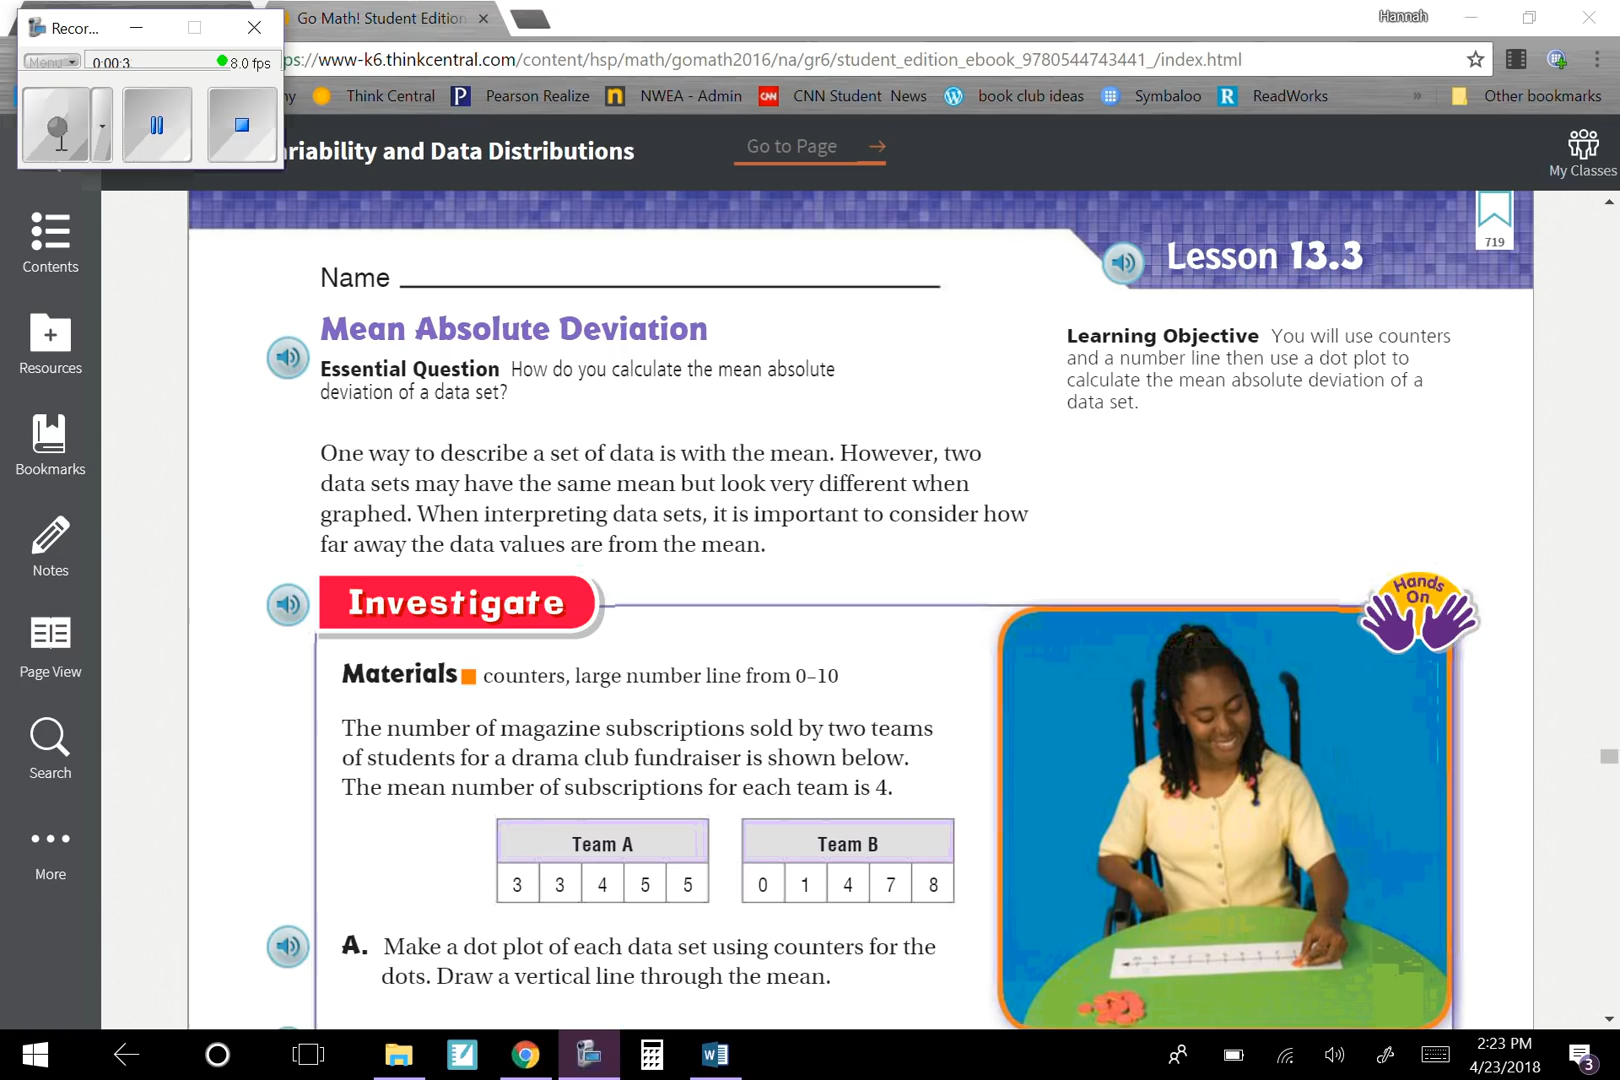 Recor...
Menu
0:00:3
8.0 fps
Go Math! Student Edition
Hannah
ps://www-k6.thinkcentral.com/content/hsp/math/gomath2016/na/gr6/student_edition_ebook_9780544743441_/index.html
ny Think Central Pearson Realize NWEA - Admin CNN Student News book club ideas Symbaloo ReadWorks » Other bookmarks
riability and Data Distributions
Go to Page
My Classes
Contents
Resources
Bookmarks
Notes
Page View
Search
More
719
Lesson 13.3
Name
Mean Absolute Deviation
Essential Question How do you calculate the mean absolute
deviation of a data set?
Learning Objective You will use counters
and a number line then use a dot plot to
calculate the mean absolute deviation of a
data set.
One way to describe a set of data is with the mean. However, two
data sets may have the same mean but look very different when
graphed. When interpreting data sets, it is important to consider how
far away the data values are from the mean.
Investigate
Hands
On
Materials ■ counters, large number line from 0–10
The number of magazine subscriptions sold by two teams
of students for a drama club fundraiser is shown below.
The mean number of subscriptions for each team is 4.
Team A
3 3 4 5 5
Team B
0 1 4 7 8
A. Make a dot plot of each data set using counters for the
dots. Draw a vertical line through the mean.
2:23 PM
4/23/2018
3